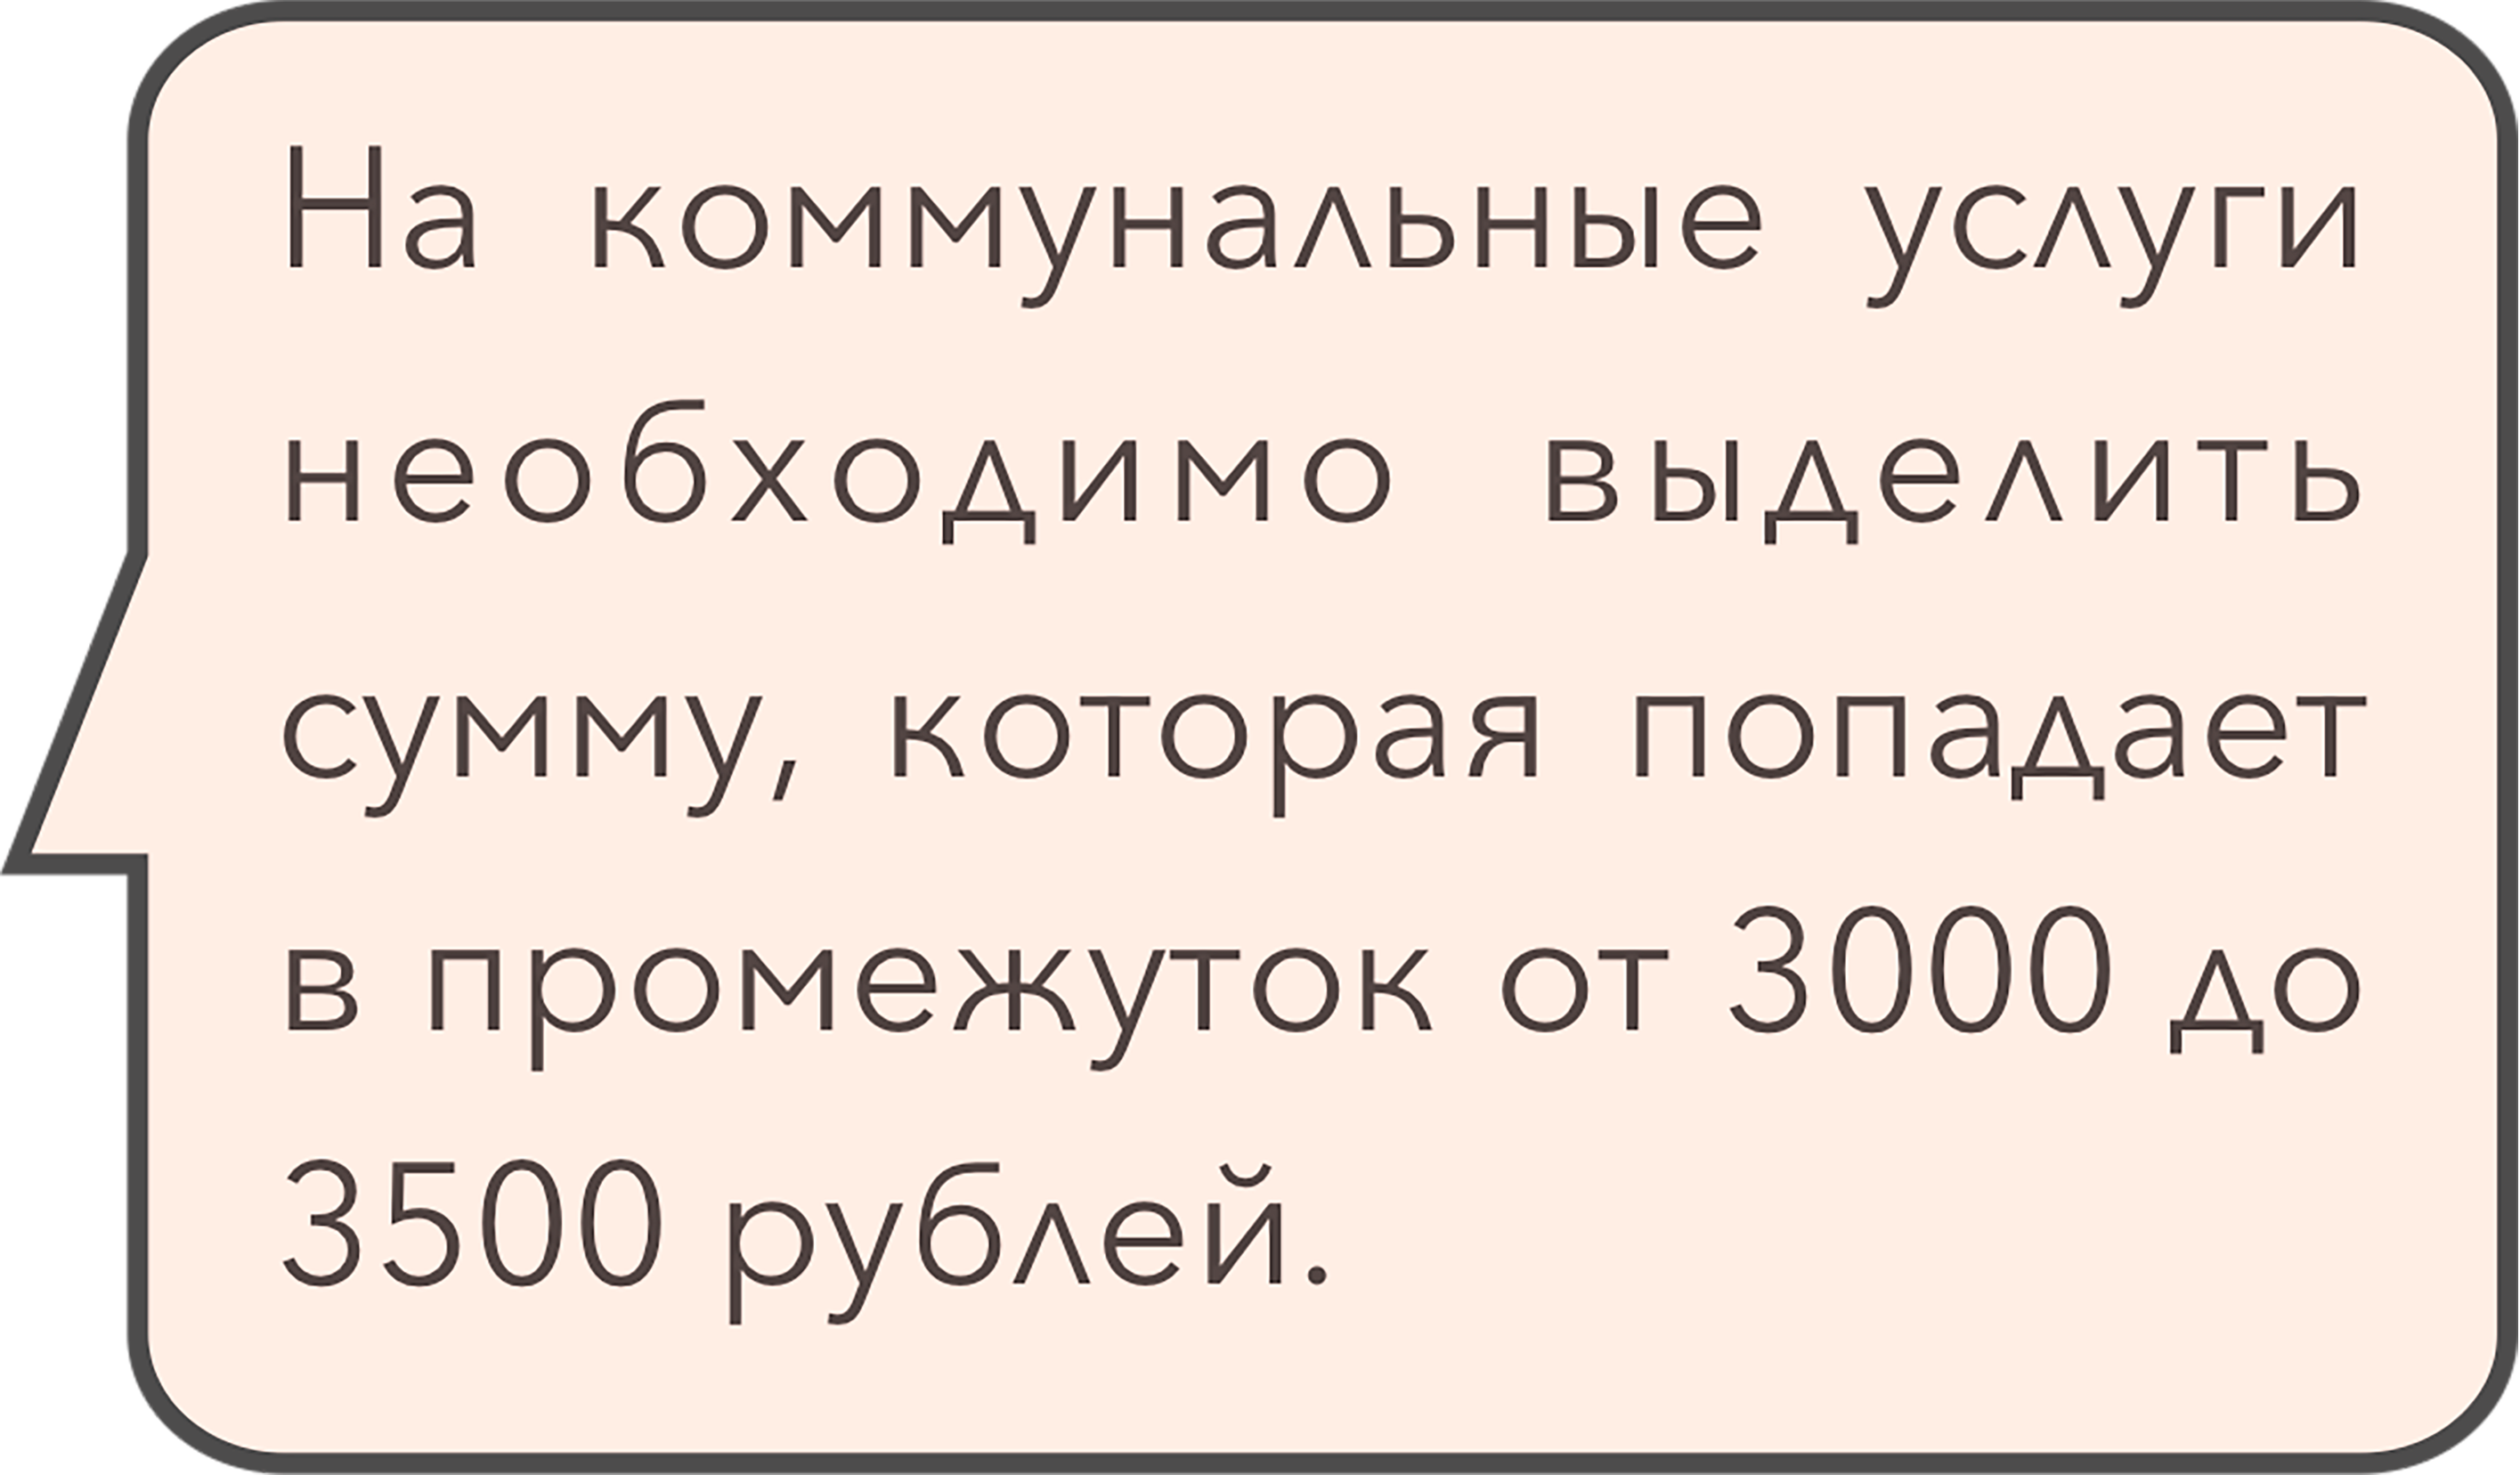 На коммунальные услуги
необходимо выделить
сумму, которая попадает
в промежуток от 3000 до
3500 рублей.